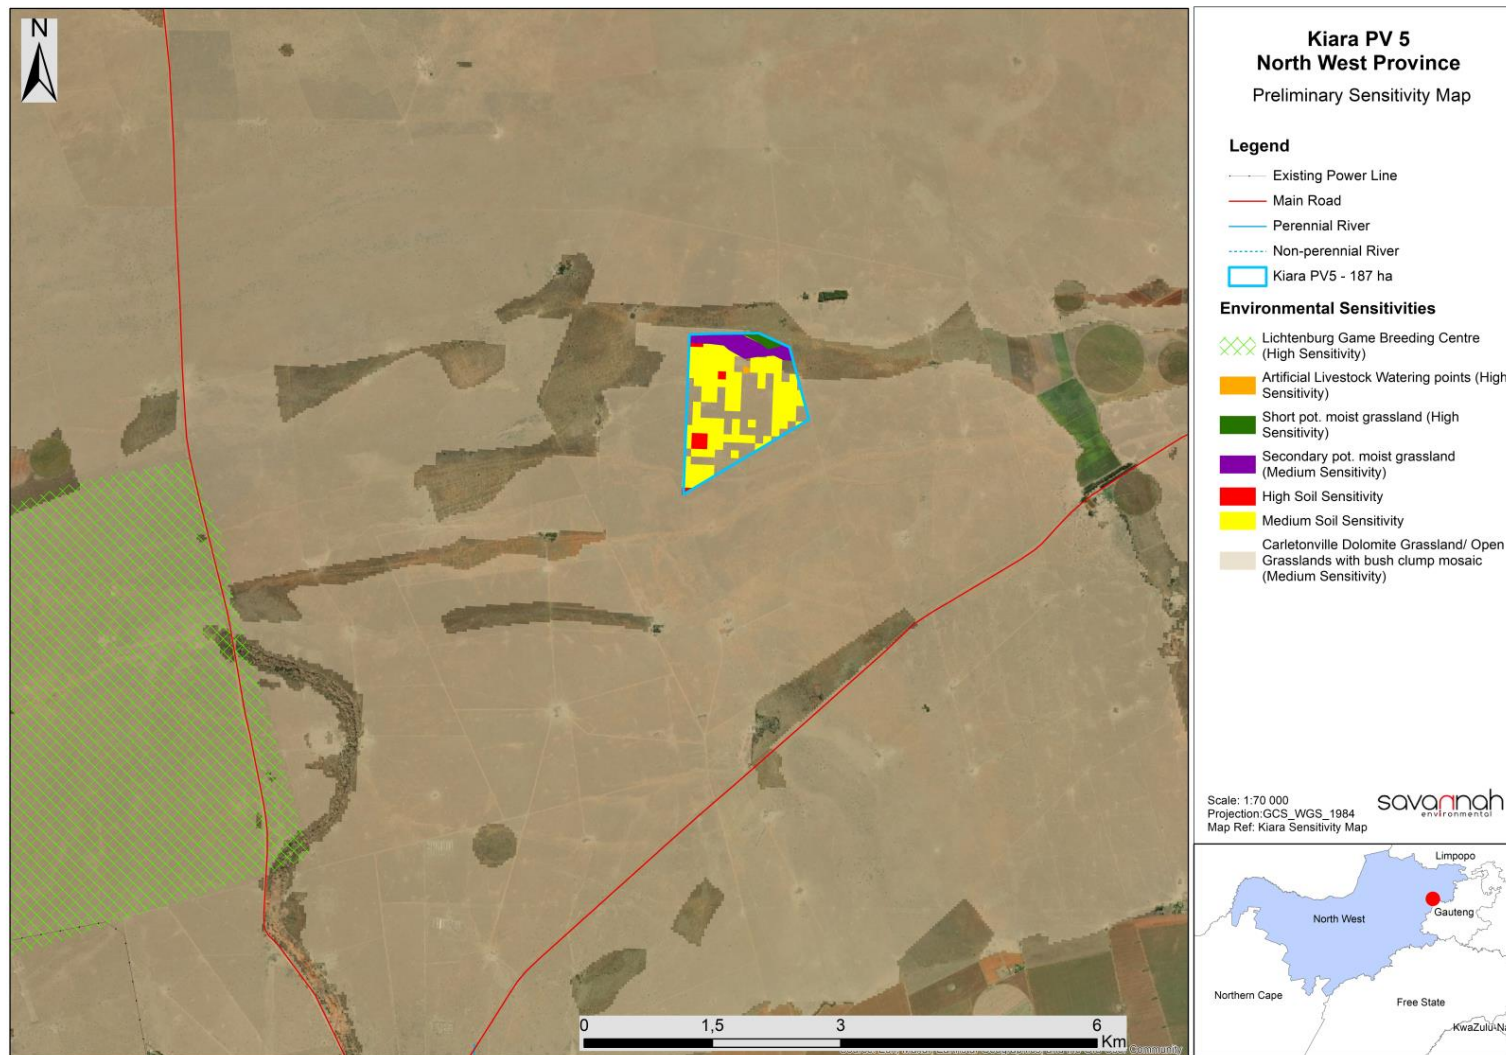 N
Kiara PV 5
North West Province
Preliminary Sensitivity Map
Legend
Existing Power Line
Main Road
Perennial River
Non-perennial River
Kiara PV5 - 187 ha
Environmental Sensitivities
Lichtenburg Game Breeding Centre
(High Sensitivity)
Artificial Livestock Watering points (High
Sensitivity)
Short pot. moist grassland (High
Sensitivity)
Secondary pot. moist grassland
(Medium Sensitivity)
High Soil Sensitivity
Medium Soil Sensitivity
Carletonville Dolomite Grassland/ Open
Grasslands with bush clump mosaic
(Medium Sensitivity)
Scale: 1:70 000
Projection:GCS_WGS_1984
Map Ref: Kiara Sensitivity Map
savannah
environmental
Limpopo
North West
Gauteng
Northern Cape
Free State
KwaZulu-Na
0 1,5 3 6
Km
Community